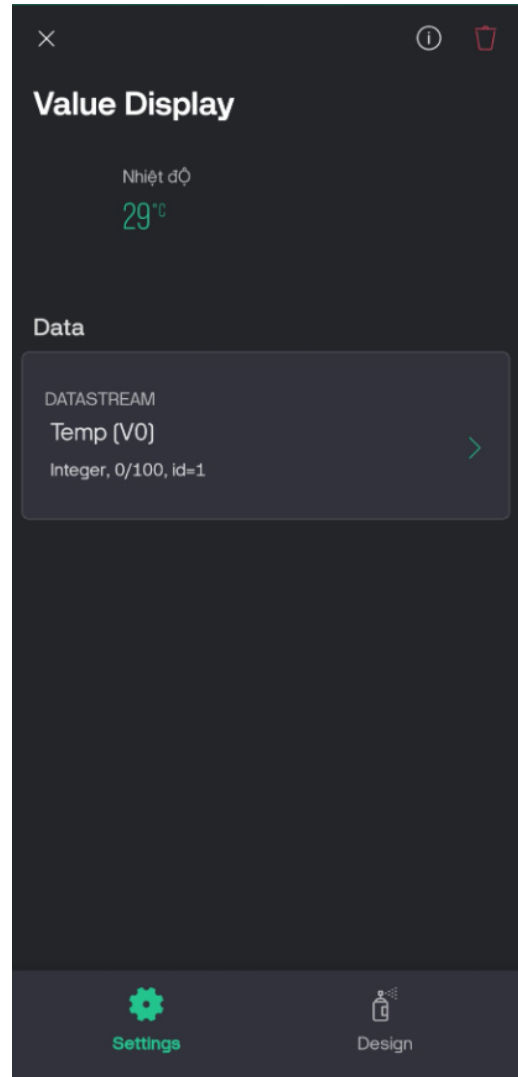 Value Display
Nhiệt độ
29°C
Data
DATASTREAM
Temp (V0)
Integer, 0/100, id=1
Settings
Design